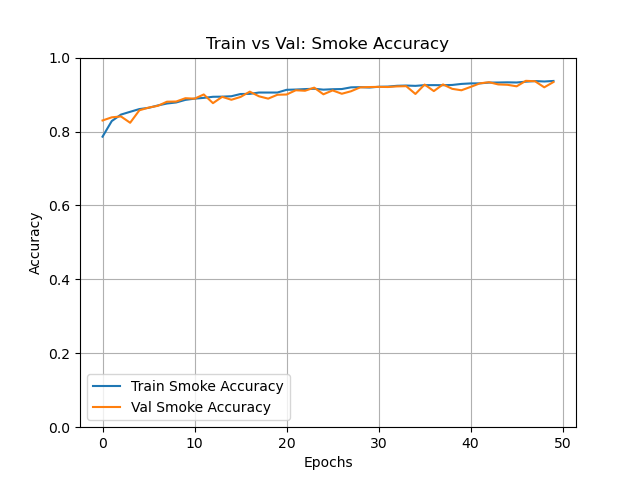 Train vs Val: Smoke Accuracy
1.0
0.8
0.6
0.4
0.2
0.0
Accuracy
Train Smoke Accuracy
Val Smoke Accuracy
0 10 20 30 40 50
Epochs